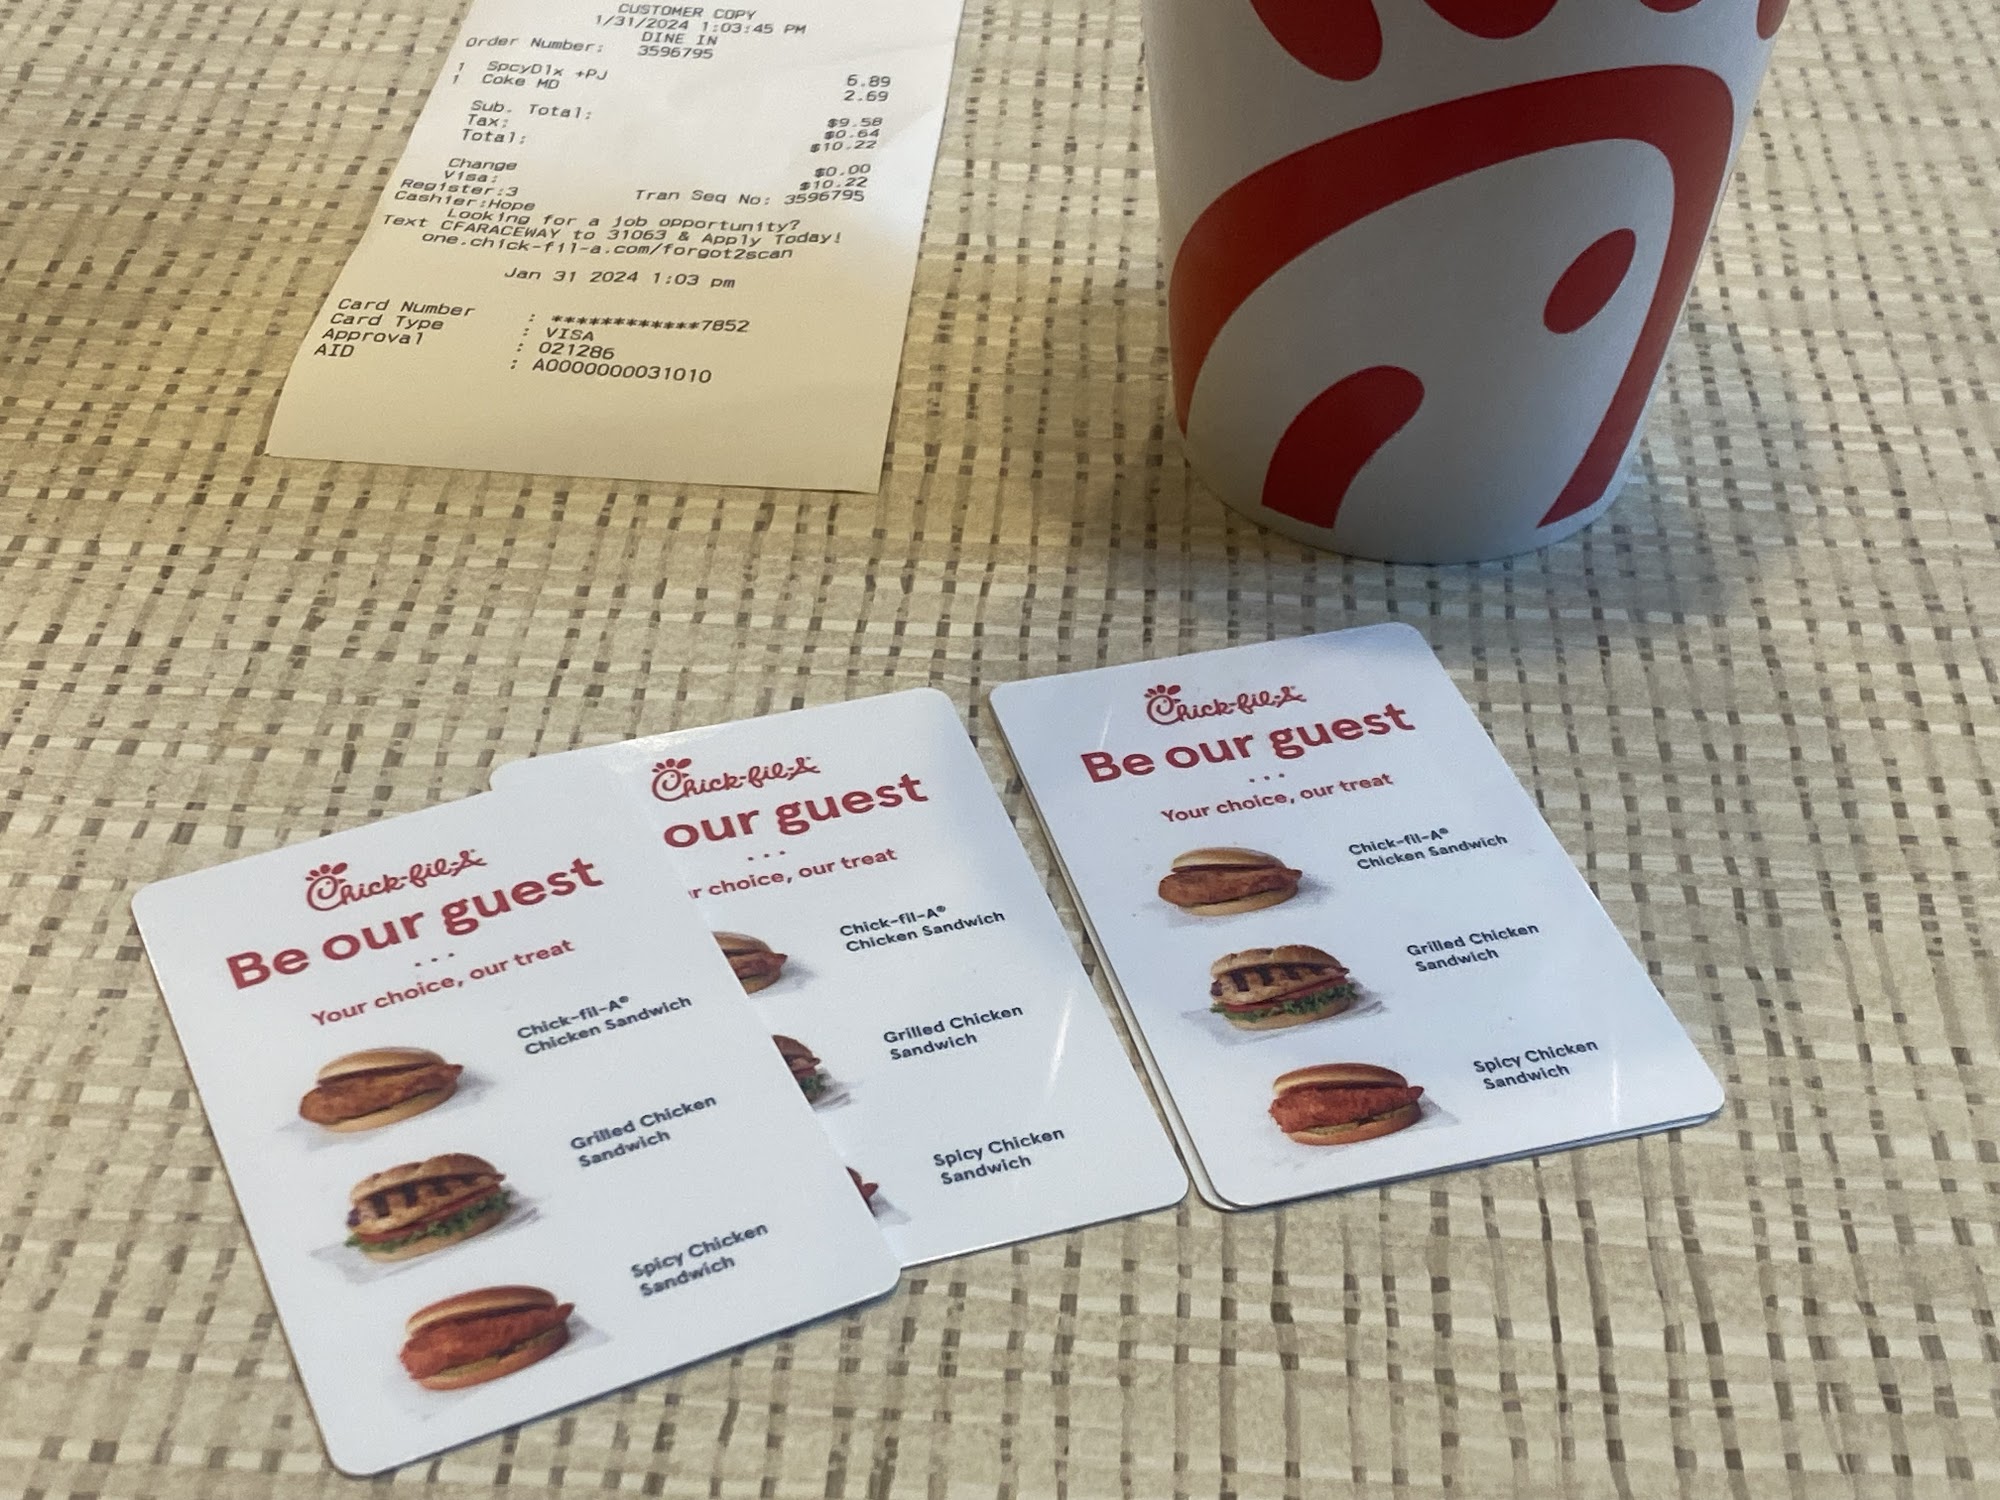 CUSTOMER COPY
1/31/2024 1:03:45 PM
DINE IN
Order Number: 3596795
1 SpcyDlx +PJ 6.89
1 Coke MD 2.69
Sub. Total: $9.58
Tax: $0.64
Total: $10.22
Change $0.00
Visa: $10.22
Register:3 Tran Seq No: 3596795
Cashier:Hope
Looking for a job opportunity?
Text CFARACEWAY to 31063 & Apply Today!
one.chick-fil-a.com/forgot2scan
Jan 31 2024 1:03 pm
Card Number : ************7852
Card Type : VISA
Approval : 021286
AID : A0000000031010
Chick-fil-A
Be our guest
Your choice, our treat
Chick-fil-A®
Chicken Sandwich
Grilled Chicken
Sandwich
Spicy Chicken
Sandwich
Chick-fil-A
our guest
r choice, our treat
Chick-fil-A®
Chicken Sandwich
Grilled Chicken
Sandwich
Spicy Chicken
Sandwich
Chick-fil-A
Be our guest
Your choice, our treat
Chick-fil-A®
Chicken Sandwich
Grilled Chicken
Sandwich
Spicy Chicken
Sandwich